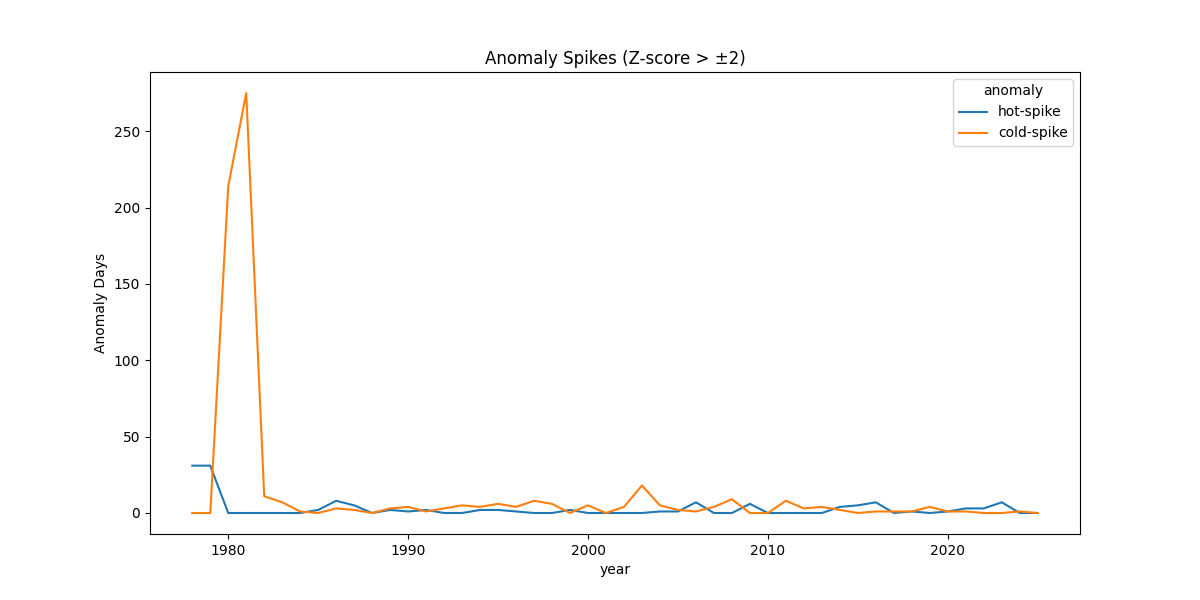 Anomaly Spikes (Z-score > ±2)
anomaly
hot-spike
cold-spike
Anomaly Days
250
200
150
100
50
0
1980
1990
2000
2010
2020
year